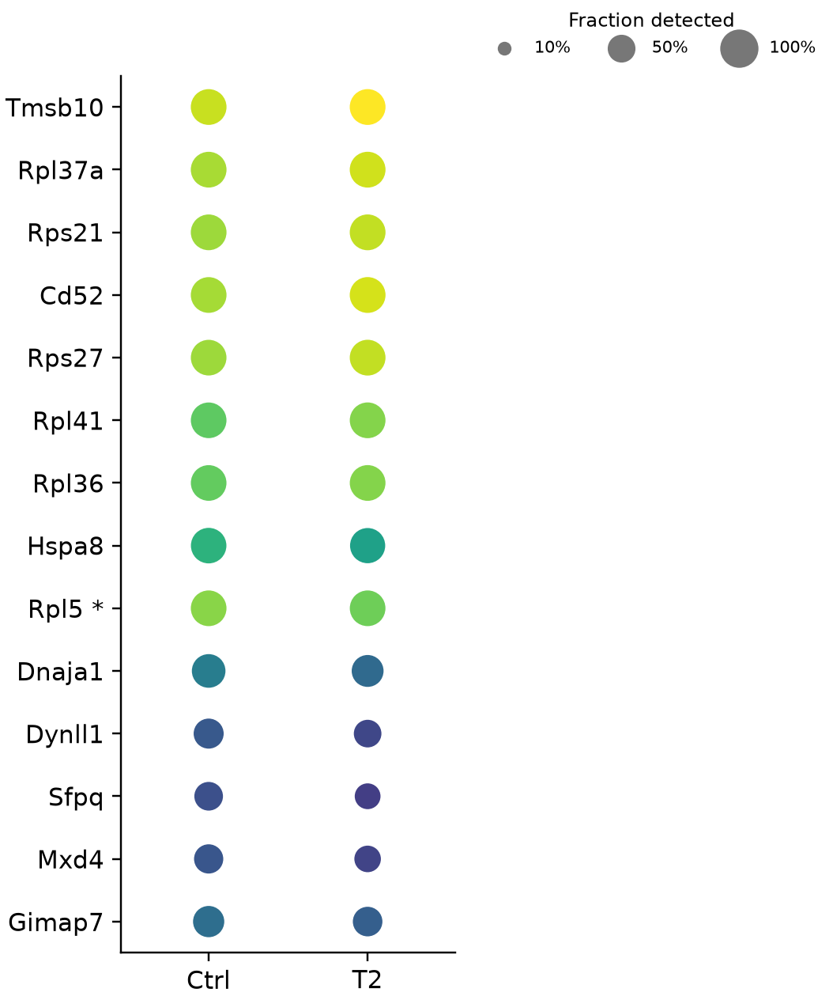 Fraction detected
10% 50% 100%
Tmsb10
Rpl37a
Rps21
Cd52
Rps27
Rpl41
Rpl36
Hspa8
Rpl5 *
Dnaja1
Dynll1
Sfpq
Mxd4
Gimap7
Ctrl T2